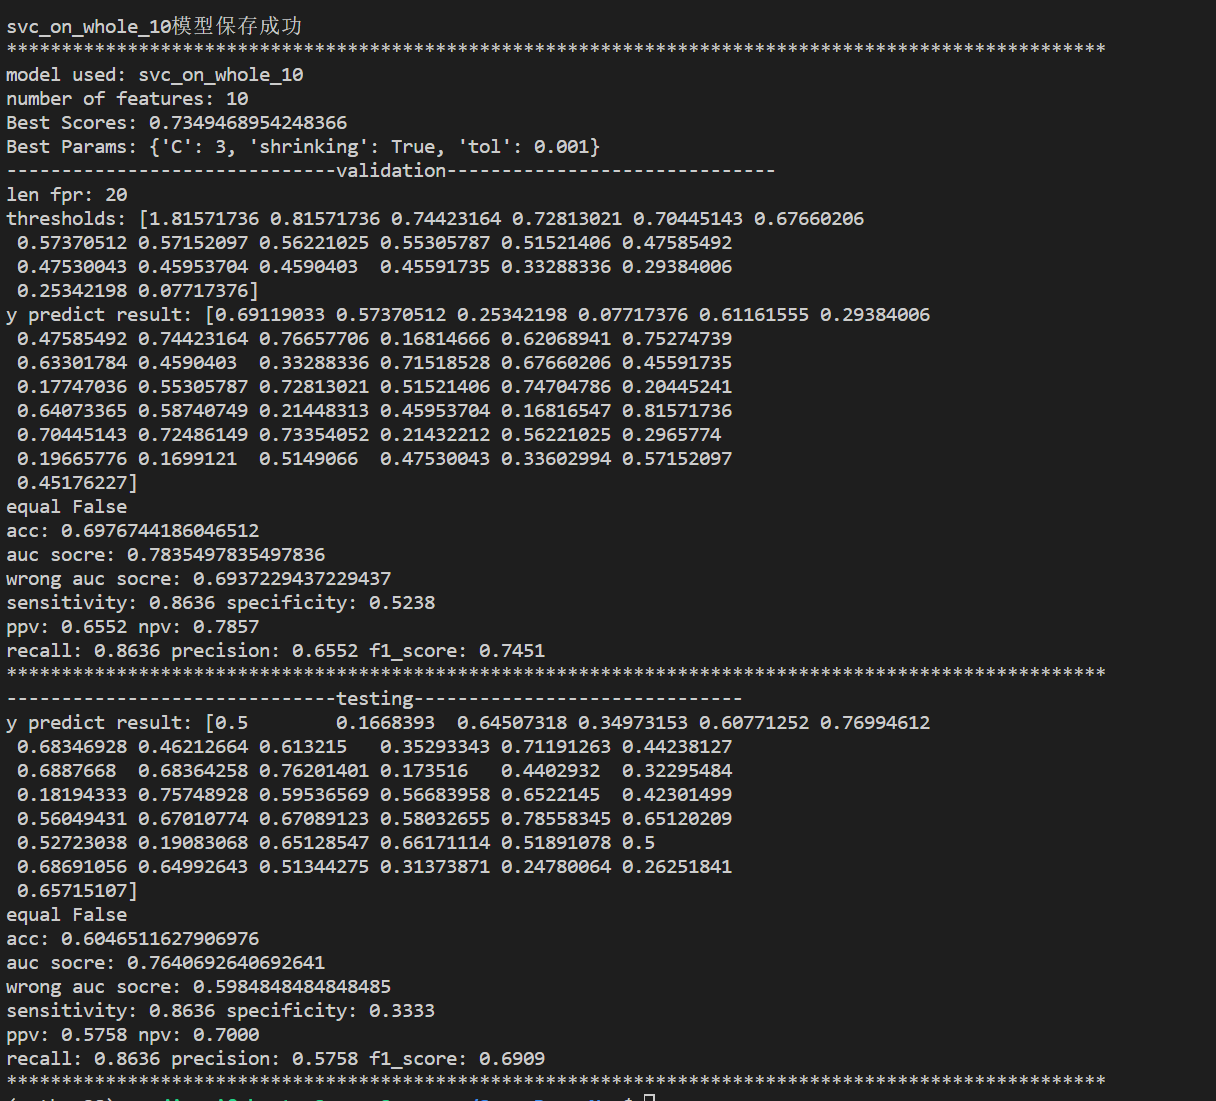 svc_on_whole_10模型保存成功
****************************************************************************************************
model used: svc_on_whole_10
number of features: 10
Best Scores: 0.7349468954248366
Best Params: {'C': 3, 'shrinking': True, 'tol': 0.001}
------------------------------validation------------------------------
len fpr: 20
thresholds: [1.81571736 0.81571736 0.74423164 0.72813021 0.70445143 0.67660206
 0.57370512 0.57152097 0.56221025 0.55305787 0.51521406 0.47585492
 0.47530043 0.45953704 0.4590403  0.45591735 0.33288336 0.29384006
 0.25342198 0.07717376]
y predict result: [0.69119033 0.57370512 0.25342198 0.07717376 0.61161555 0.29384006
 0.47585492 0.74423164 0.76657706 0.16814666 0.62068941 0.75274739
 0.63301784 0.4590403  0.33288336 0.71518528 0.67660206 0.45591735
 0.17747036 0.55305787 0.72813021 0.51521406 0.74704786 0.20445241
 0.64073365 0.58740749 0.21448313 0.45953704 0.16816547 0.81571736
 0.70445143 0.72486149 0.73354052 0.21432212 0.56221025 0.2965774
 0.19665776 0.1699121  0.5149066  0.47530043 0.33602994 0.57152097
 0.45176227]
equal False
acc: 0.6976744186046512
auc socre: 0.7835497835497836
wrong auc socre: 0.6937229437229437
sensitivity: 0.8636 specificity: 0.5238
ppv: 0.6552 npv: 0.7857
recall: 0.8636 precision: 0.6552 f1_score: 0.7451
****************************************************************************************************
------------------------------testing------------------------------
y predict result: [0.5        0.1668393  0.64507318 0.34973153 0.60771252 0.76994612
 0.68346928 0.46212664 0.613215   0.35293343 0.71191263 0.44238127
 0.6887668  0.68364258 0.76201401 0.173516   0.4402932  0.32295484
 0.18194333 0.75748928 0.59536569 0.56683958 0.6522145  0.42301499
 0.56049431 0.67010774 0.67089123 0.58032655 0.78558345 0.65120209
 0.52723038 0.19083068 0.65128547 0.66171114 0.51891078 0.5
 0.68691056 0.64992643 0.51344275 0.31373871 0.24780064 0.26251841
 0.65715107]
equal False
acc: 0.6046511627906976
auc socre: 0.7640692640692641
wrong auc socre: 0.5984848484848485
sensitivity: 0.8636 specificity: 0.3333
ppv: 0.5758 npv: 0.7000
recall: 0.8636 precision: 0.5758 f1_score: 0.6909
****************************************************************************************************